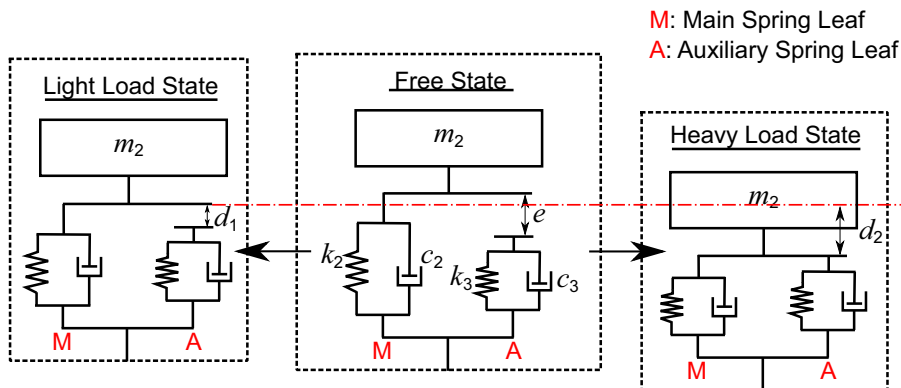 M: Main Spring Leaf
A: Auxiliary Spring Leaf
Light Load State
m2
d1
M A
Free State
m2
e
k2 c2 k3 c3
M A
Heavy Load State
m2
d2
M A